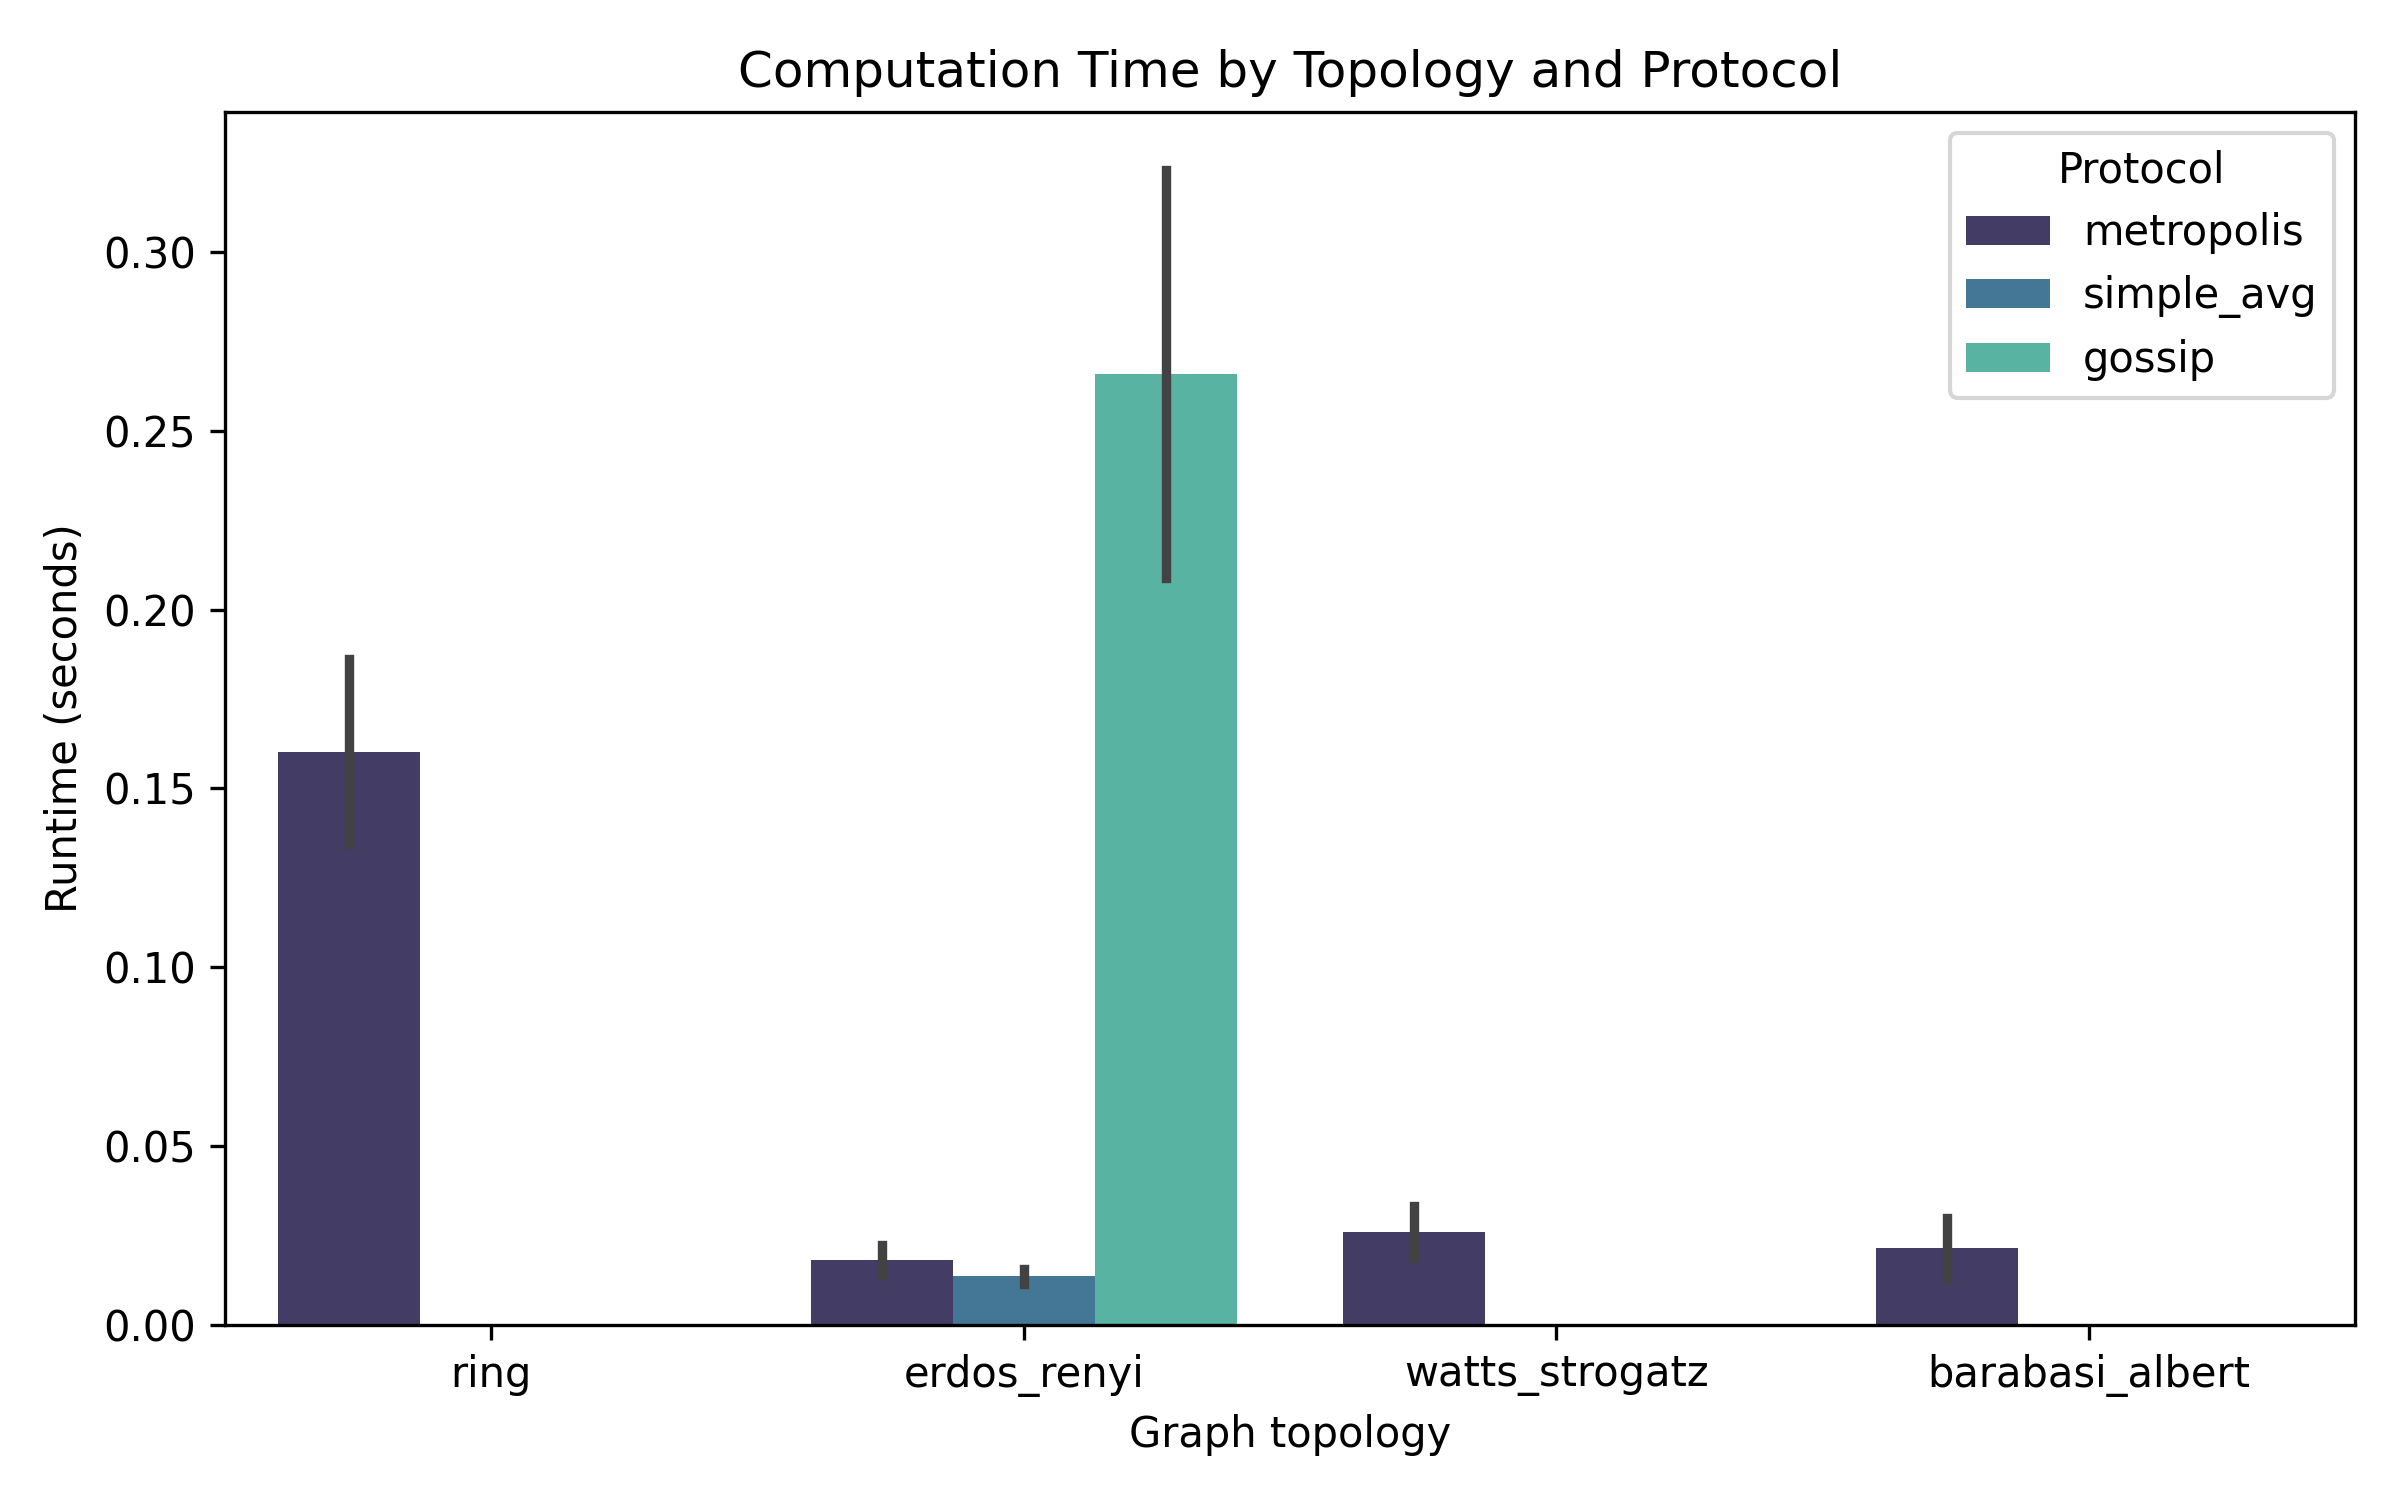 Computation Time by Topology and Protocol
Protocol
metropolis
simple_avg
gossip
Runtime (seconds)
0.30
0.25
0.20
0.15
0.10
0.05
0.00
ring
erdos_renyi
watts_strogatz
barabasi_albert
Graph topology